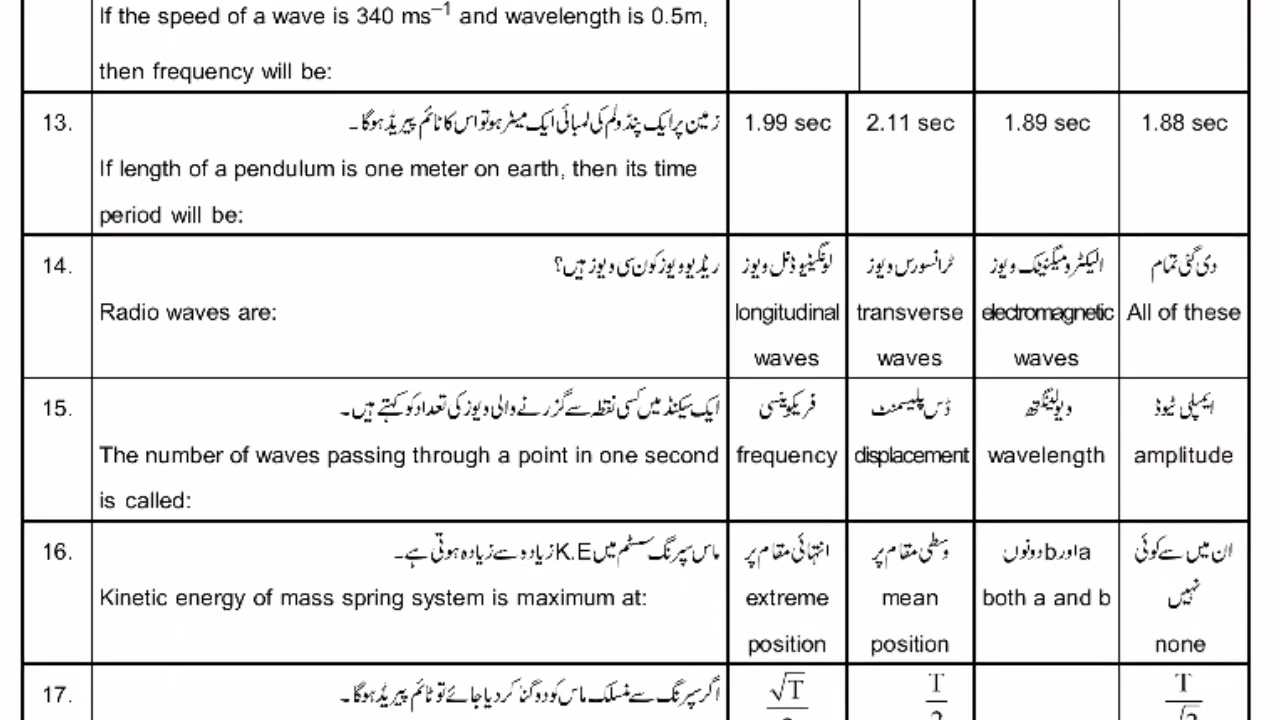 If the speed of a wave is 340 ms⁻¹ and wavelength is 0.5m,
then frequency will be:
13.
زمین پر ایک پنڈولم کی لمبائی ایک میٹر ہو تو اس کا ٹائم پیریڈ ہوگا۔
1.99 sec
2.11 sec
1.89 sec
1.88 sec
If length of a pendulum is one meter on earth, then its time
period will be:
14.
ریڈیو ویوز کون سی ویوز ہیں؟
لونگیٹیوڈنل ویوز
ٹرانسورس ویوز
الیکٹرومیگنیٹک ویوز
دی گئی تمام
Radio waves are:
longitudinal
transverse
electromagnetic
All of these
waves
waves
waves
15.
ایک سیکنڈ میں کسی نقطہ سے گزرنے والی ویوز کی تعداد کو کہتے ہیں۔
فریکوئنسی
ڈس پلیسمنٹ
ویولینگتھ
ایمپلی ٹیوڈ
The number of waves passing through a point in one second
frequency
displacement
wavelength
amplitude
is called:
16.
ماس سپرنگ سسٹم میں K.E زیادہ سے زیادہ ہوتی ہے۔
انتہائی مقام پر
وسطی مقام پر
a اور b دونوں
ان میں سے کوئی
نہیں
Kinetic energy of mass spring system is maximum at:
extreme
mean
both a and b
position
position
none
17.
اگر سپرنگ سے منسلک ماس کو دوگنا کر دیا جائے تو ٹائم پیریڈ ہوگا۔
√T
T
2
T